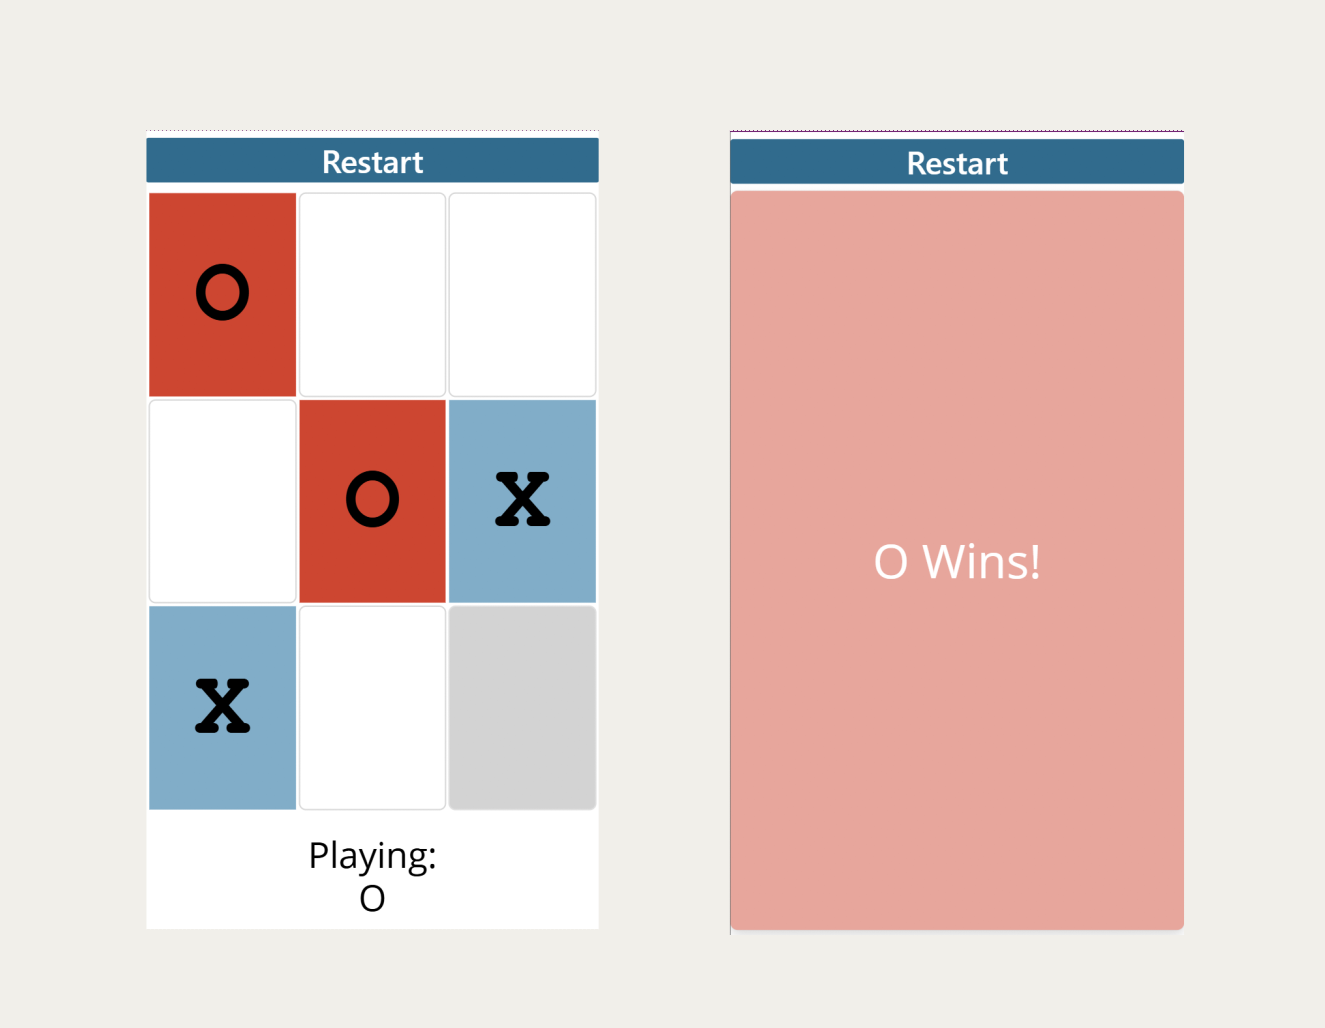 Restart
O
O X
X
Playing:
O
Restart
O Wins!